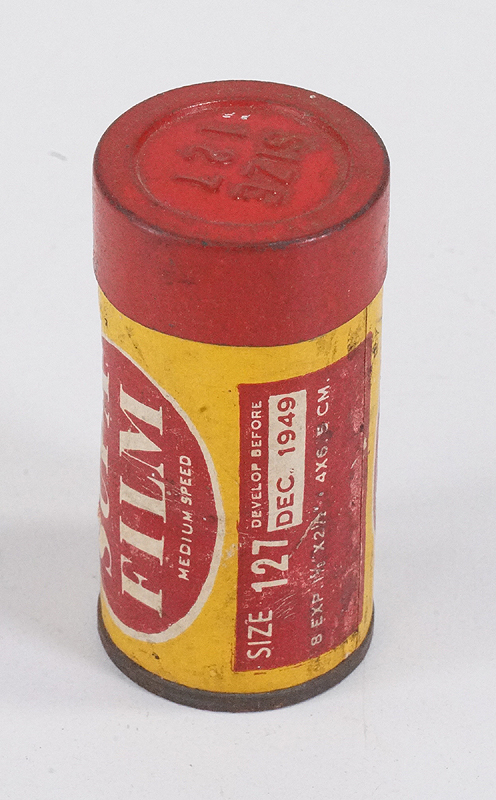 SIZE
127
FILM
MEDIUM SPEED
SIZE 127
DEVELOP BEFORE
DEC. 1949
8 EXP. 1⅝ X2½" • 4X6.5 CM.